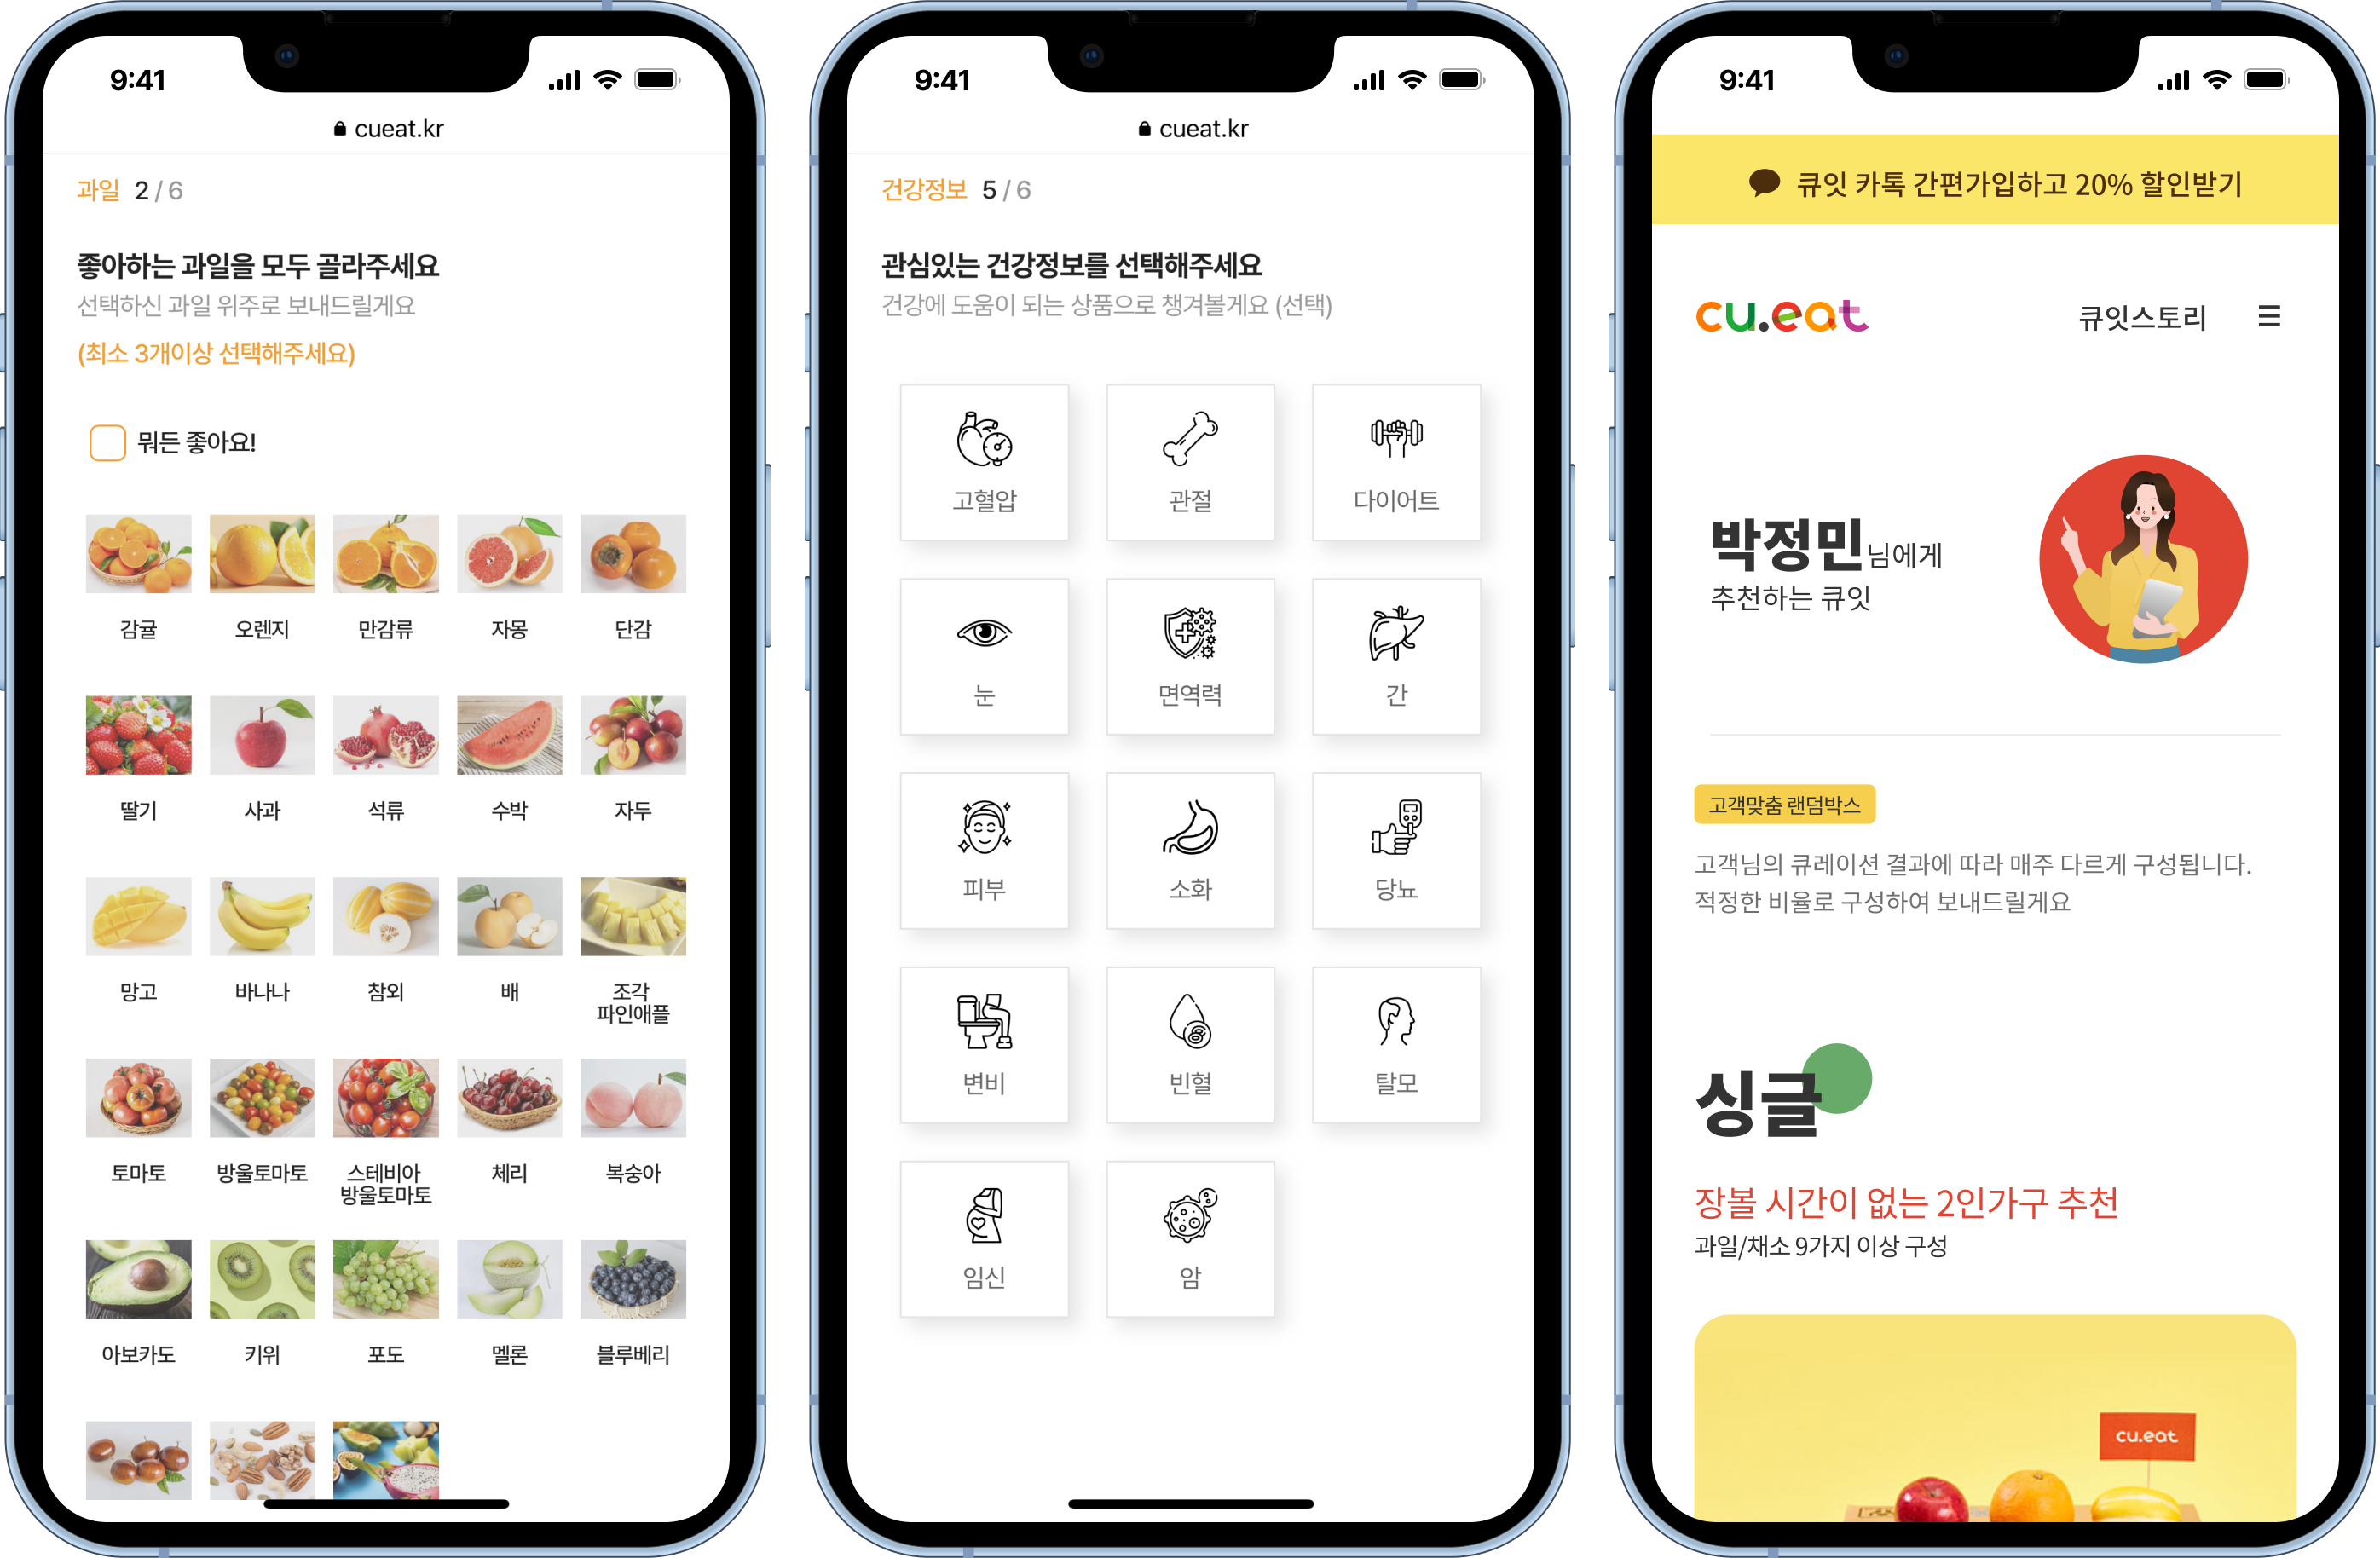 9:41
cueat.kr
과일 2 / 6
좋아하는 과일을 모두 골라주세요
선택하신 과일 위주로 보내드릴게요
(최소 3개이상 선택해주세요)
뭐든 좋아요!
감귤 오렌지 만감류 자몽 단감
딸기 사과 석류 수박 자두
망고 바나나 참외 배 조각
파인애플
토마토 방울토마토 스테비아 체리 복숭아
방울토마토
아보카도 키위 포도 멜론 블루베리
9:41
cueat.kr
건강정보 5 / 6
관심있는 건강정보를 선택해주세요
건강에 도움이 되는 상품으로 챙겨볼게요 (선택)
고혈압 관절 다이어트
눈 면역력 간
피부 소화 당뇨
변비 빈혈 탈모
임신 암
9:41
큐잇 카톡 간편가입하고 20% 할인받기
cu.eat 큐잇스토리
박정민님에게
추천하는 큐잇
고객맞춤 랜덤박스
고객님의 큐레이션 결과에 따라 매주 다르게 구성됩니다.
적정한 비율로 구성하여 보내드릴게요
싱글
장볼 시간이 없는 2인가구 추천
과일/채소 9가지 이상 구성
cu.eat